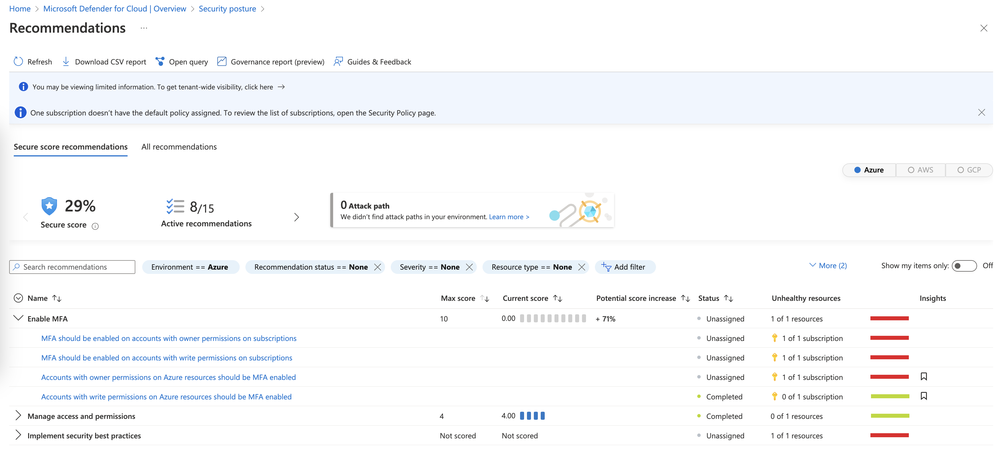 Home > Microsoft Defender for Cloud | Overview > Security posture >
Recommendations ...
Refresh Download CSV report Open query Governance report (preview) Guides & Feedback
You may be viewing limited information. To get tenant-wide visibility, click here →
One subscription doesn't have the default policy assigned. To review the list of subscriptions, open the Security Policy page.
Secure score recommendations All recommendations
Azure AWS GCP
29% Secure score
8/15 Active recommendations
0 Attack path
We didn't find attack paths in your environment. Learn more >
Search recommendations Environment == Azure Recommendation status == None Severity == None Resource type == None Add filter More (2) Show my items only: Off
Name Max score Current score Potential score increase Status Unhealthy resources Insights
Enable MFA 10 0.00 + 71% Unassigned 1 of 1 resources
MFA should be enabled on accounts with owner permissions on subscriptions Unassigned 1 of 1 subscription
MFA should be enabled on accounts with write permissions on subscriptions Unassigned 1 of 1 subscription
Accounts with owner permissions on Azure resources should be MFA enabled Unassigned 1 of 1 subscription
Accounts with write permissions on Azure resources should be MFA enabled Completed 0 of 1 subscription
Manage access and permissions 4 4.00 Completed 0 of 1 resources
Implement security best practices Not scored Not scored Unassigned 1 of 1 resources